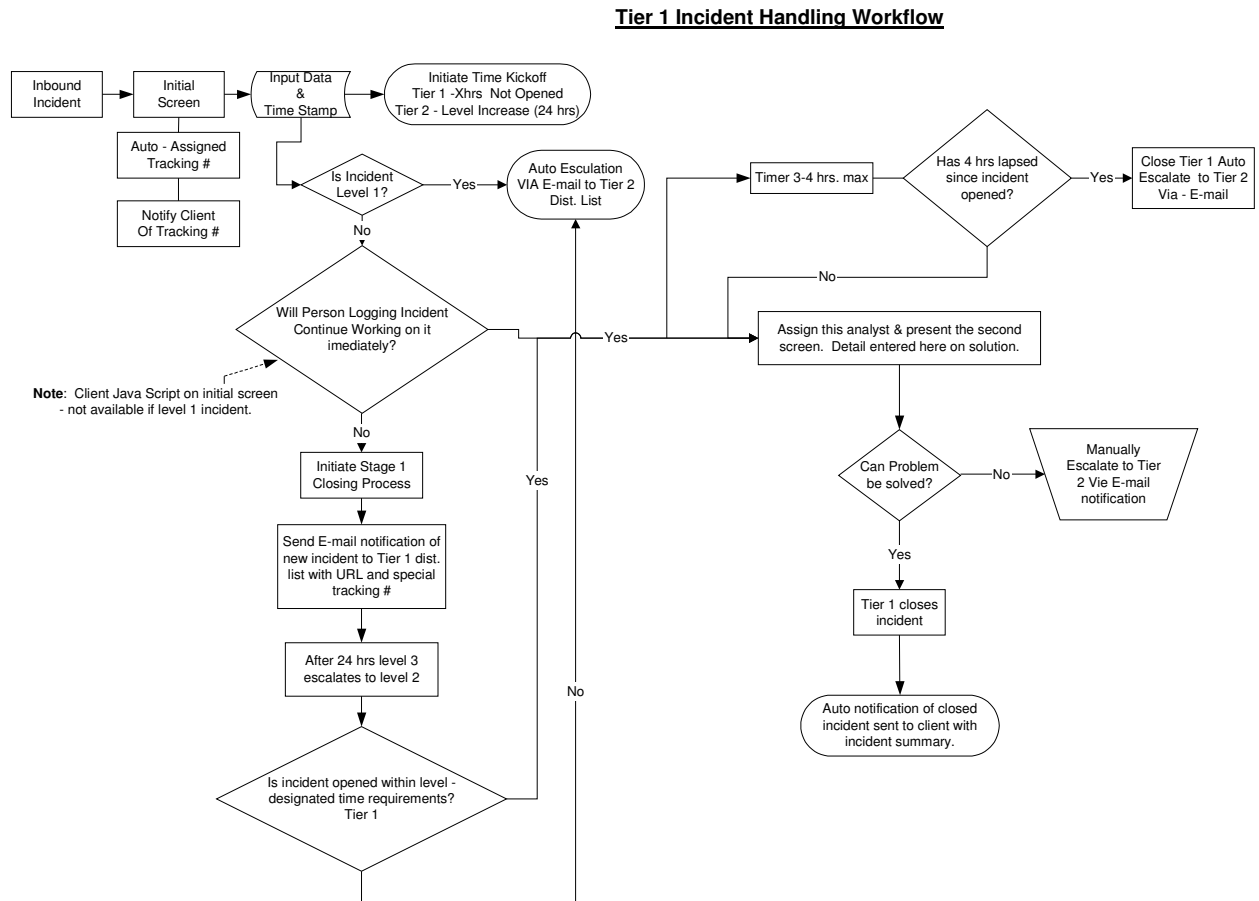 Tier 1 Incident Handling Workflow
Inbound
Incident
Initial
Screen
Input Data
&
Time Stamp
Initiate Time Kickoff
Tier 1 -Xhrs Not Opened
Tier 2 - Level Increase (24 hrs)
Auto - Assigned
Tracking #
Notify Client
Of Tracking #
Is Incident
Level 1?
Yes
Auto Esculation
VIA E-mail to Tier 2
Dist. List
No
Timer 3-4 hrs. max
Has 4 hrs lapsed
since incident
opened?
Yes
Close Tier 1 Auto
Escalate to Tier 2
Via - E-mail
No
Will Person Logging Incident
Continue Working on it
imediately?
Yes
Assign this analyst & present the second
screen. Detail entered here on solution.
Note: Client Java Script on initial screen
- not available if level 1 incident.
No
Initiate Stage 1
Closing Process
Yes
Can Problem
be solved?
No
Manually
Escalate to Tier
2 Vie E-mail
notification
Send E-mail notification of
new incident to Tier 1 dist.
list with URL and special
tracking #
Yes
Tier 1 closes
incident
After 24 hrs level 3
escalates to level 2
No
Auto notification of closed
incident sent to client with
incident summary.
Is incident opened within level -
designated time requirements?
Tier 1